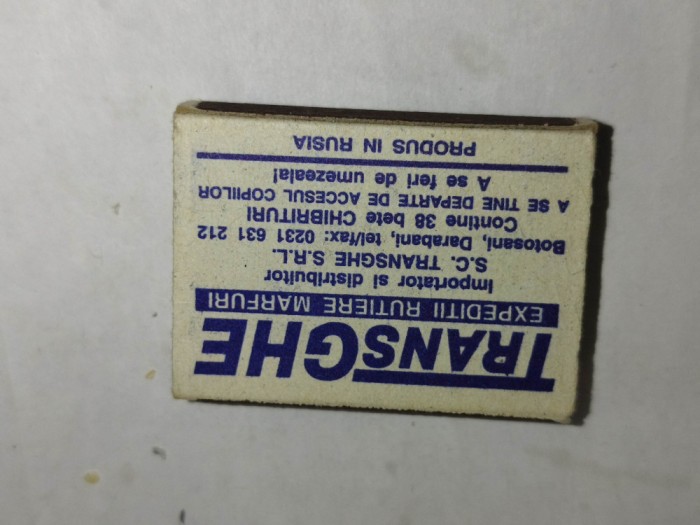 TRANSGHE
EXPEDITII RUTIERE MARFURI
Importator si distribuitor
S.C. TRANSGHE S.R.L.
Botosani, Darabani, tel/fax: 0231 631 212
Contine 38 bete CHIBRITURI
A SE TINE DEPARTE DE ACCESUL COPIILOR
A se feri de umezeala!
PRODUS IN RUSIA